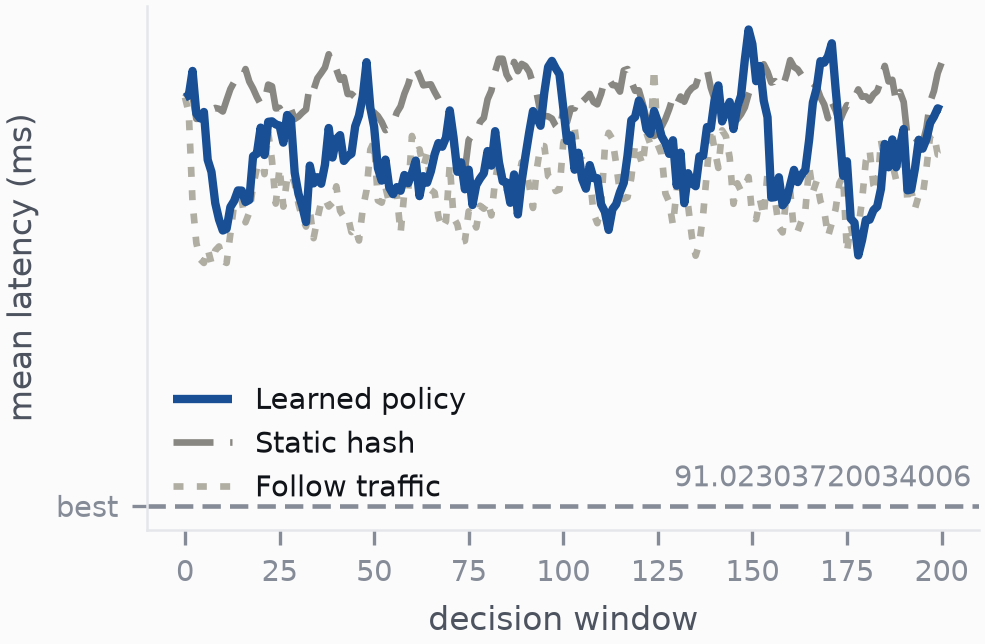 mean latency (ms)
Learned policy
Static hash
Follow traffic
91.02303720034006
best
0 25 50 75 100 125 150 175 200
decision window